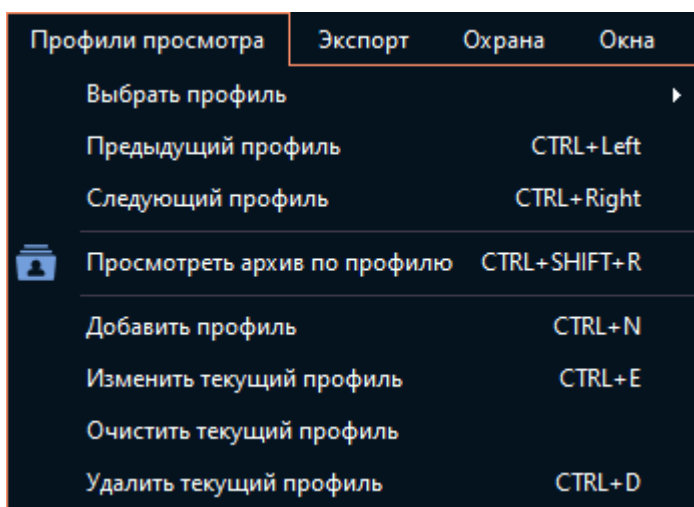 Профили просмотра Экспорт Охрана Окна
Выбрать профиль
Предыдущий профиль CTRL+Left
Следующий профиль CTRL+Right
Просмотреть архив по профилю CTRL+SHIFT+R
Добавить профиль CTRL+N
Изменить текущий профиль CTRL+E
Очистить текущий профиль
Удалить текущий профиль CTRL+D